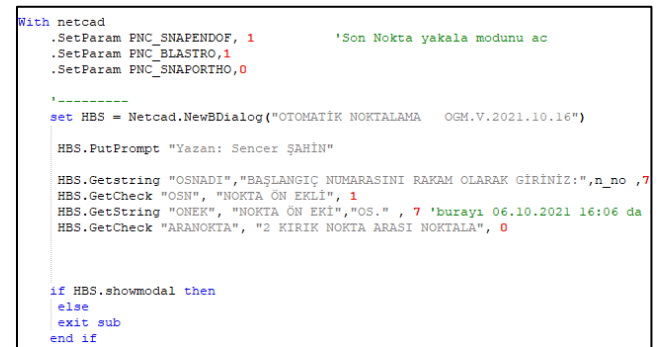 With netcad
.SetParam PNC_SNAPENDOF, 1 'Son Nokta yakala modunu ac
.SetParam PNC_BLASTRO,1
.SetParam PNC_SNAPORTHO,0
'---------
set HBS = Netcad.NewBDialog("OTOMATİK NOKTALAMA OGM.V.2021.10.16")
HBS.PutPrompt "Yazan: Sencer ŞAHİN"
HBS.Getstring "OSNADI","BAŞLANGIÇ NUMARASINI RAKAM OLARAK GİRİNİZ:",n_no ,7
HBS.GetCheck "OSN", "NOKTA ÖN EKLİ", 1
HBS.GetString "ONEK", "NOKTA ÖN EKİ","OS." , 7 'burayı 06.10.2021 16:06 da
HBS.GetCheck "ARANOKTA", "2 KIRIK NOKTA ARASI NOKTALA", 0
if HBS.showmodal then
else
exit sub
end if